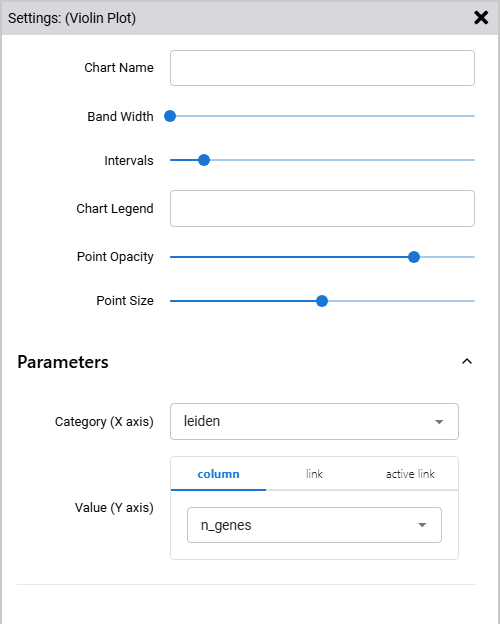 Settings: (Violin Plot)
Chart Name
Band Width
Intervals
Chart Legend
Point Opacity
Point Size
Parameters
Category (X axis) leiden
column link active link
Value (Y axis)
n_genes